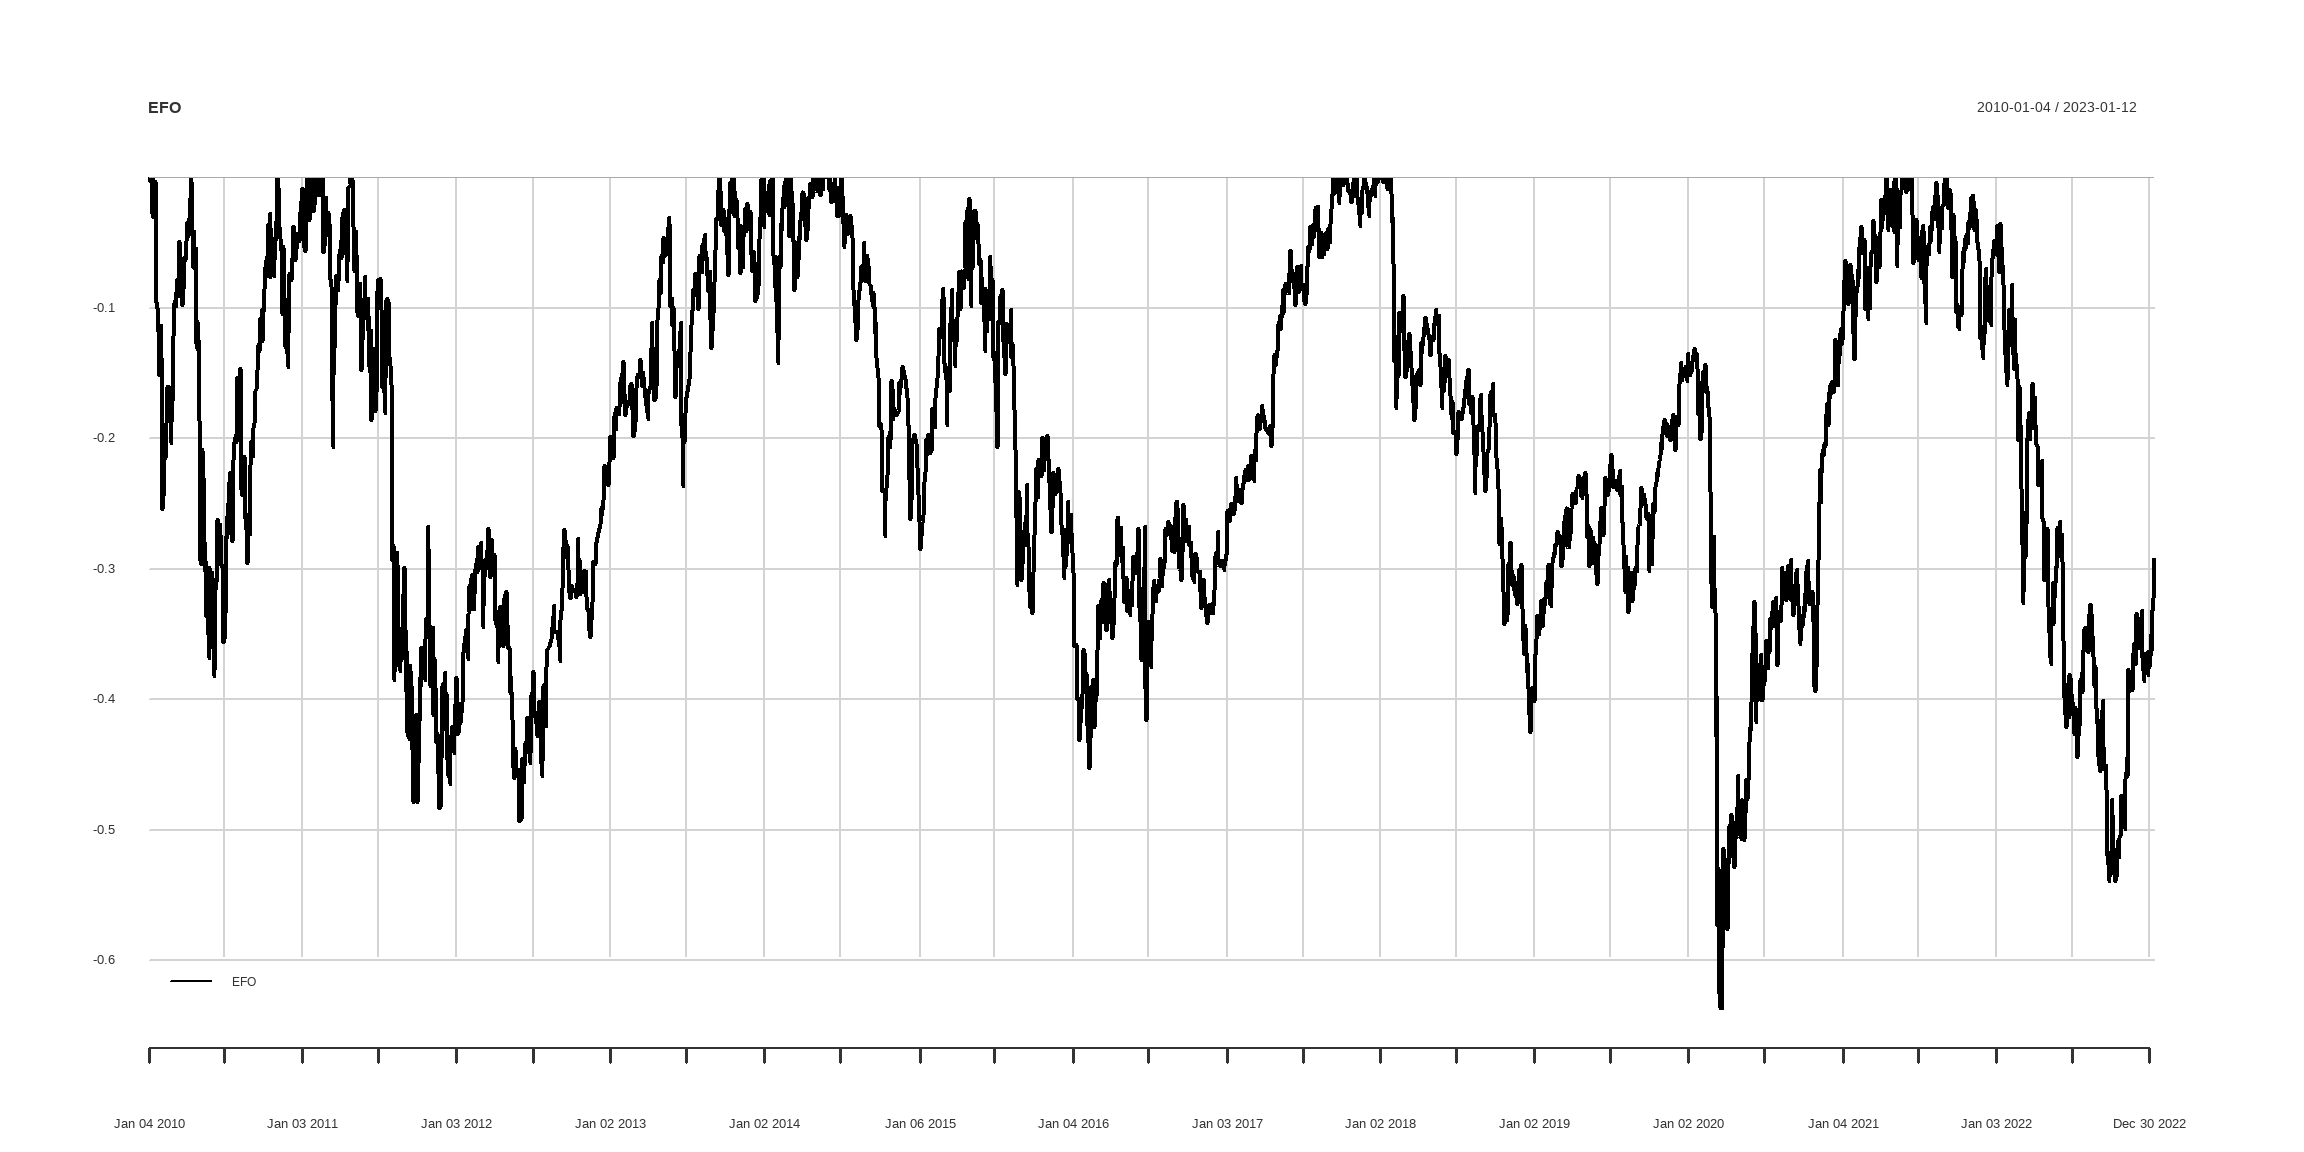 EFO
2010-01-04 / 2023-01-12
-0.1
-0.2
-0.3
-0.4
-0.5
-0.6
EFO
Jan 04 2010
Jan 03 2011
Jan 03 2012
Jan 02 2013
Jan 02 2014
Jan 06 2015
Jan 04 2016
Jan 03 2017
Jan 02 2018
Jan 02 2019
Jan 02 2020
Jan 04 2021
Jan 03 2022
Dec 30 2022